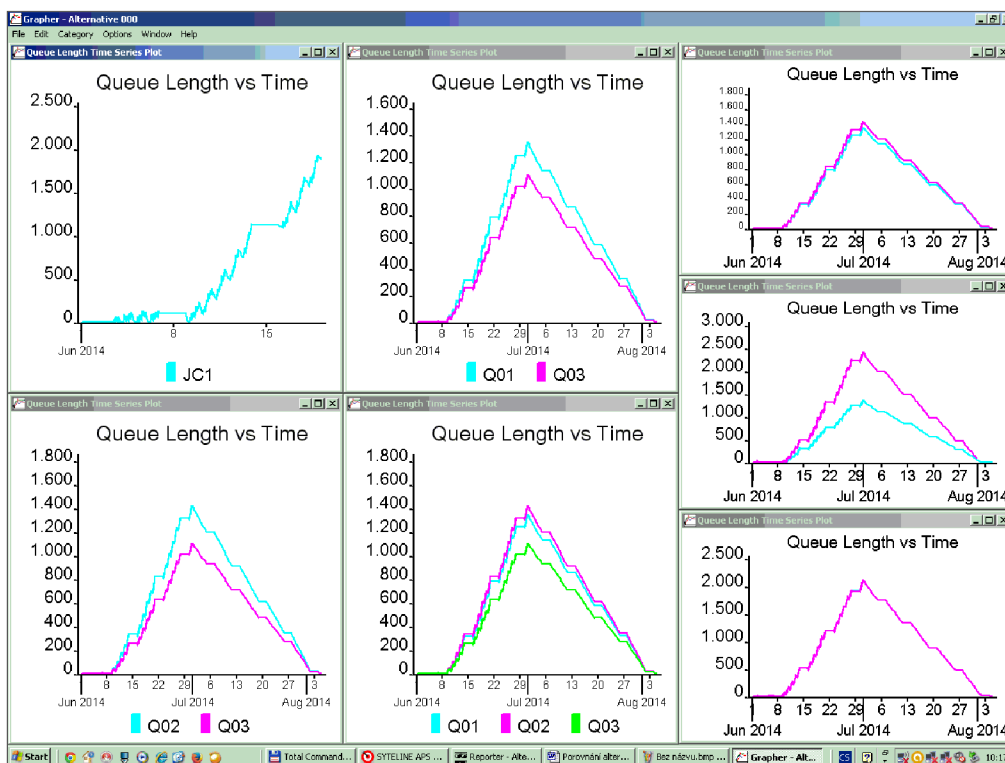 Grapher - Alternative 000
File Edit Category Options Window Help
Queue Length Time Series Plot
Queue Length vs Time
2.500
2.000
1.500
1.000
500
0
8 15
Jun 2014
JC1
Queue Length Time Series Plot
Queue Length vs Time
1.600
1.400
1.200
1.000
800
600
400
200
0
8 15 22 29 6 13 20 27 3
Jun 2014 Jul 2014 Aug 2014
Q01 Q03
Queue Length Time Series Plot
Queue Length vs Time
1.800
1.600
1.400
1.200
1.000
800
600
400
200
0
1 8 15 22 29 6 13 20 27 3
Jun 2014 Jul 2014 Aug 2014
Queue Length Time Series Plot
Queue Length vs Time
3.000
2.500
2.000
1.500
1.000
500
0
1 8 15 22 29 6 13 20 27 3
Jun 2014 Jul 2014 Aug 2014
Queue Length Time Series Plot
Queue Length vs Time
1.800
1.600
1.400
1.200
1.000
800
600
400
200
0
8 15 22 29 6 13 20 27 3
Jun 2014 Jul 2014 Aug 2014
Q02 Q03
Queue Length Time Series Plot
Queue Length vs Time
1.800
1.600
1.400
1.200
1.000
800
600
400
200
0
8 15 22 29 6 13 20 27 3
Jun 2014 Jul 2014 Aug 2014
Q01 Q02 Q03
Queue Length Time Series Plot
Queue Length vs Time
2.500
2.000
1.500
1.000
500
0
1 8 15 22 29 6 13 20 27 3
Jun 2014 Jul 2014 Aug 2014
Start Total Command... SYTELINE APS ... Reporter - Alte... Porovnání alter... Bez názvu.bmp ... Grapher - Alt... CS